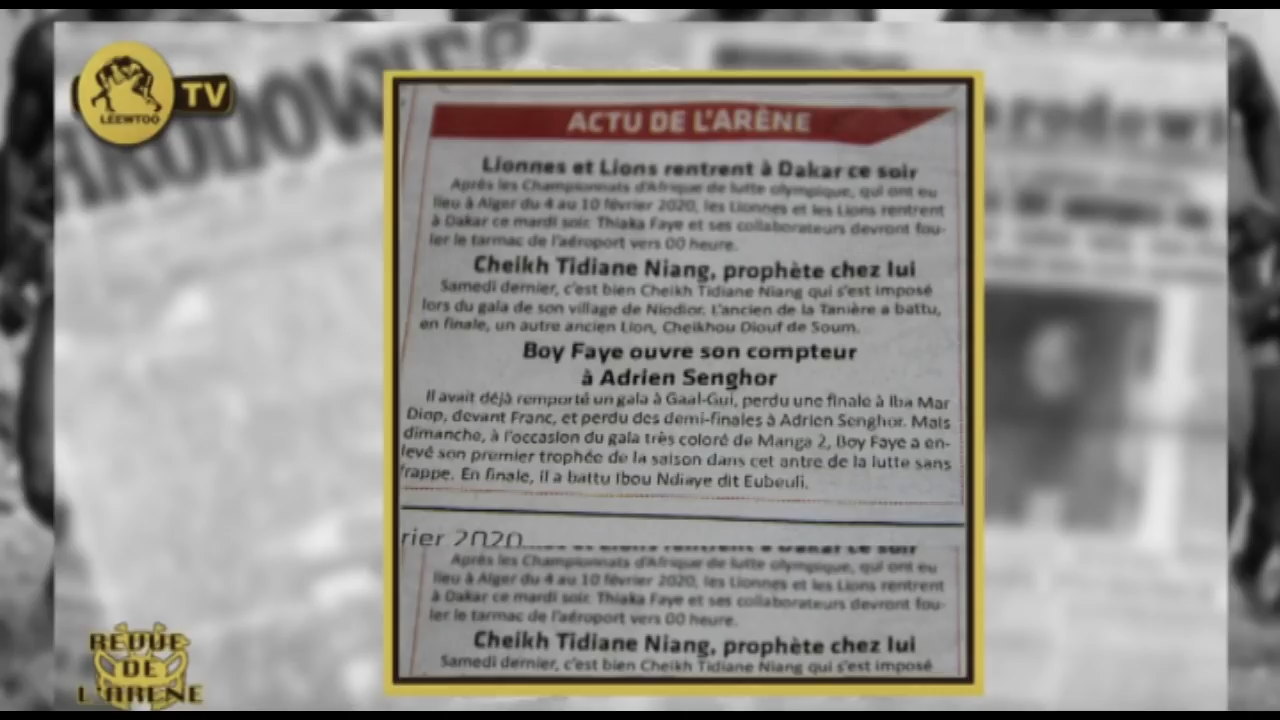 LEEWTOO
TV
ARODOWIES
arodowi
ACTU DE L'ARÈNE
Lionnes et Lions rentrent à Dakar ce soir
Après les Championnats d'Afrique de lutte olympique, qui ont eu
lieu à Alger du 4 au 10 février 2020, les Lionnes et les Lions rentrent
à Dakar ce mardi soir. Thiaka Faye et ses collaborateurs devront fou-
ler le tarmac de l'aéroport vers 00 heure.
Cheikh Tidiane Niang, prophète chez lui
Samedi dernier, c'est bien Cheikh Tidiane Niang qui s'est imposé
lors du gala de son village de Niodior. L'ancien de la Tanière a battu,
en finale, un autre ancien Lion, Cheikhou Diouf de Soum.
Boy Faye ouvre son compteur
à Adrien Senghor
Il avait déjà remporté un gala à Gaal-Gui, perdu une finale à Iba Mar
Diop, devant Franc, et perdu des demi-finales à Adrien Senghor. Mais
dimanche, à l'occasion du gala très coloré de Manga 2, Boy Faye a en-
levé son premier trophée de la saison dans cet antre de la lutte sans
frappe. En finale, il a battu Ibou Ndiaye dit Eubeuli.
rier 2020
et Lions rentrent à Dakar ce soir
Après les Championnats d'Afrique de lutte olympique, qui ont eu
lieu à Alger du 4 au 10 février 2020, les Lionnes et les Lions rentrent
à Dakar ce mardi soir. Thiaka Faye et ses collaborateurs devront fou-
ler le tarmac de l'aéroport vers 00 heure.
Cheikh Tidiane Niang, prophète chez lui
Samedi dernier, c'est bien Cheikh Tidiane Niang qui s'est imposé
REVUE
DE
L'ARENE